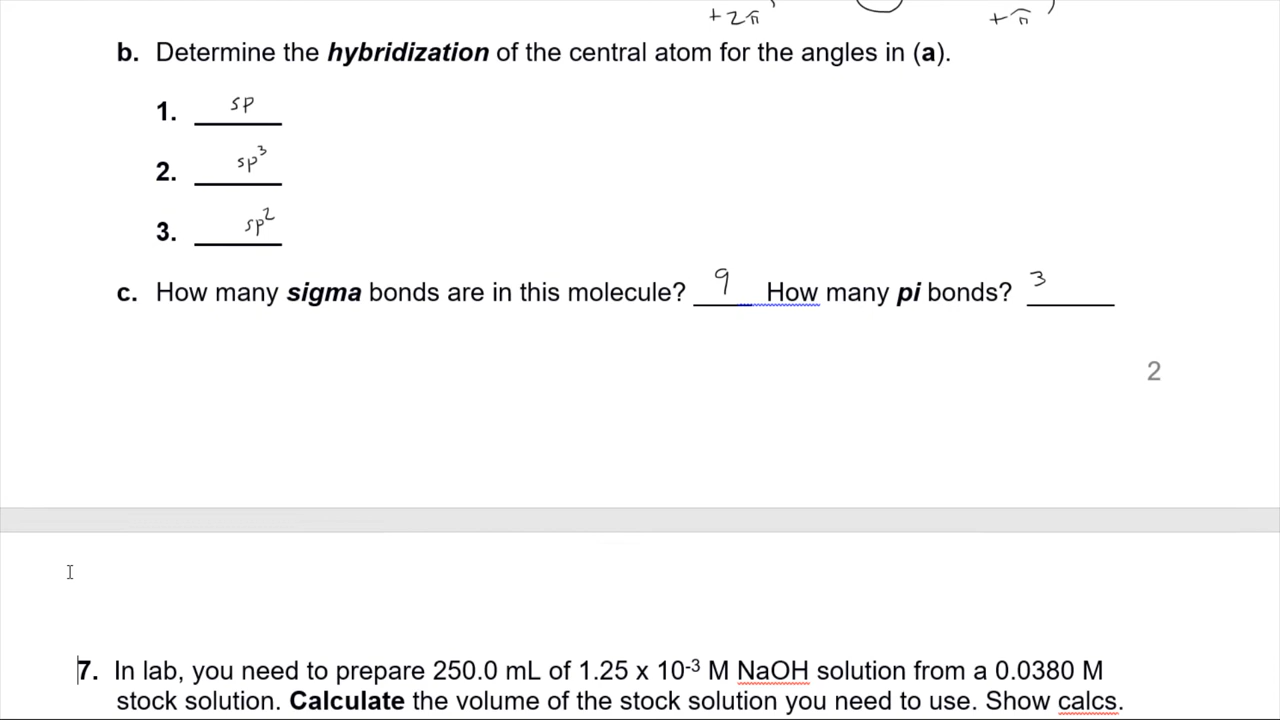 +2π
+π
b. Determine the hybridization of the central atom for the angles in (a).
1. sp
2. sp³
3. sp²
c. How many sigma bonds are in this molecule? 9 How many pi bonds? 3
2
7. In lab, you need to prepare 250.0 mL of 1.25 x 10⁻³ M NaOH solution from a 0.0380 M
stock solution. Calculate the volume of the stock solution you need to use. Show calcs.